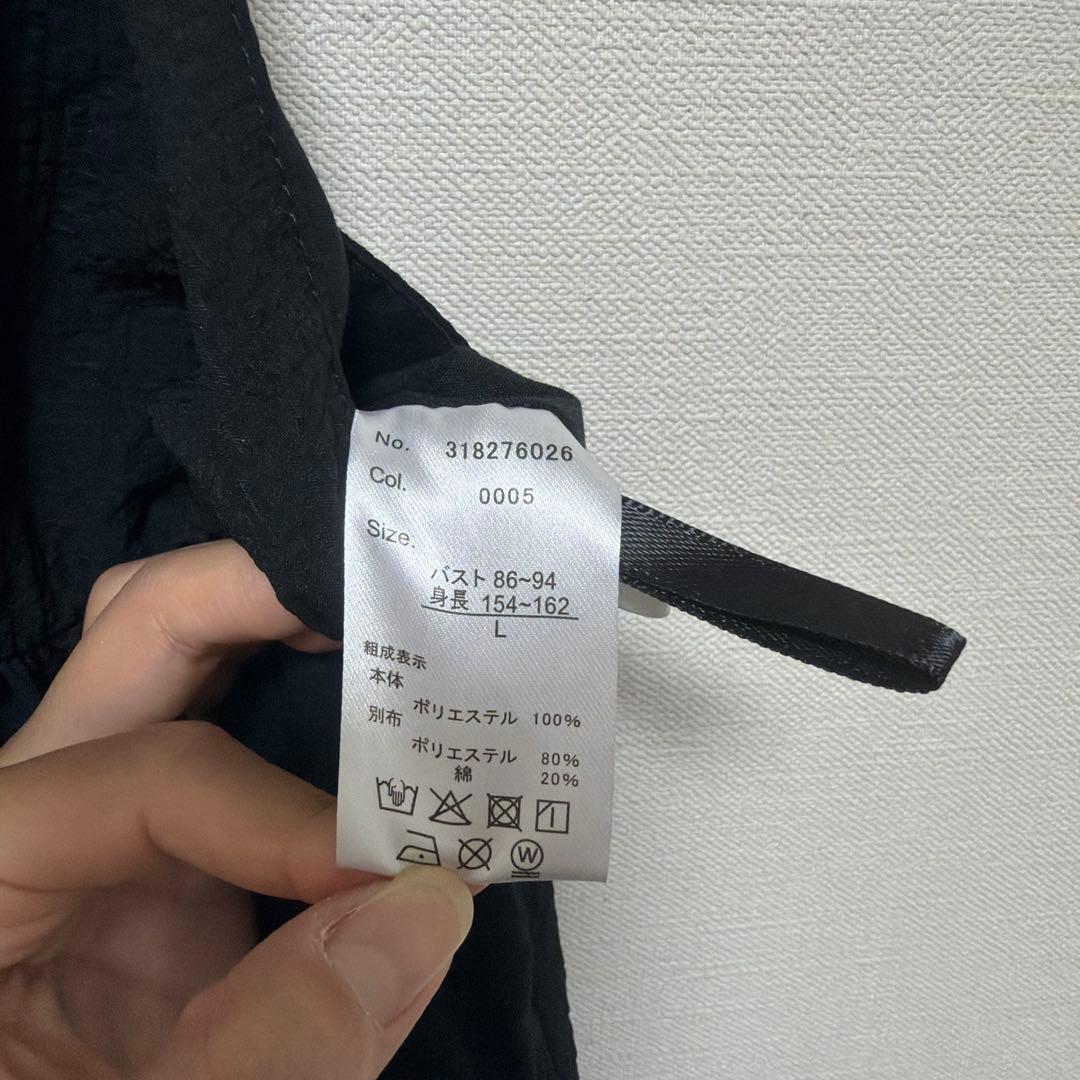 No. 318276026
Col. 0005
Size.
バスト 86~94
身長 154~162
L
組成表示
本体
ポリエステル 100%
別布
ポリエステル 80%
綿 20%
W